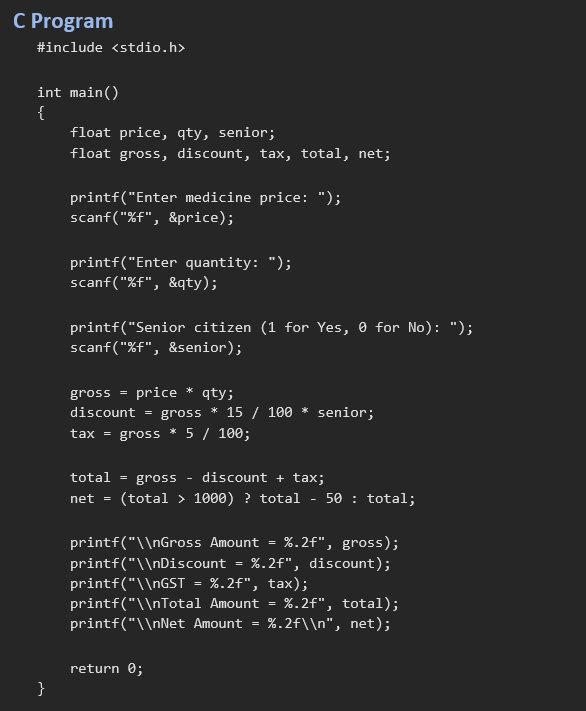 C Program
#include <stdio.h>
int main()
{
float price, qty, senior;
float gross, discount, tax, total, net;
printf("Enter medicine price: ");
scanf("%f", &price);
printf("Enter quantity: ");
scanf("%f", &qty);
printf("Senior citizen (1 for Yes, 0 for No): ");
scanf("%f", &senior);
gross = price * qty;
discount = gross * 15 / 100 * senior;
tax = gross * 5 / 100;
total = gross - discount + tax;
net = (total > 1000) ? total - 50 : total;
printf("\\nGross Amount = %.2f", gross);
printf("\\nDiscount = %.2f", discount);
printf("\\nGST = %.2f", tax);
printf("\\nTotal Amount = %.2f", total);
printf("\\nNet Amount = %.2f\\n", net);
return 0;
}